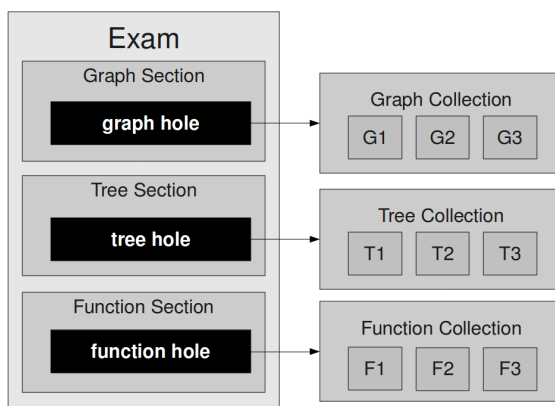 Exam
Graph Section
graph hole
Graph Collection
G1 G2 G3
Tree Section
tree hole
Tree Collection
T1 T2 T3
Function Section
function hole
Function Collection
F1 F2 F3